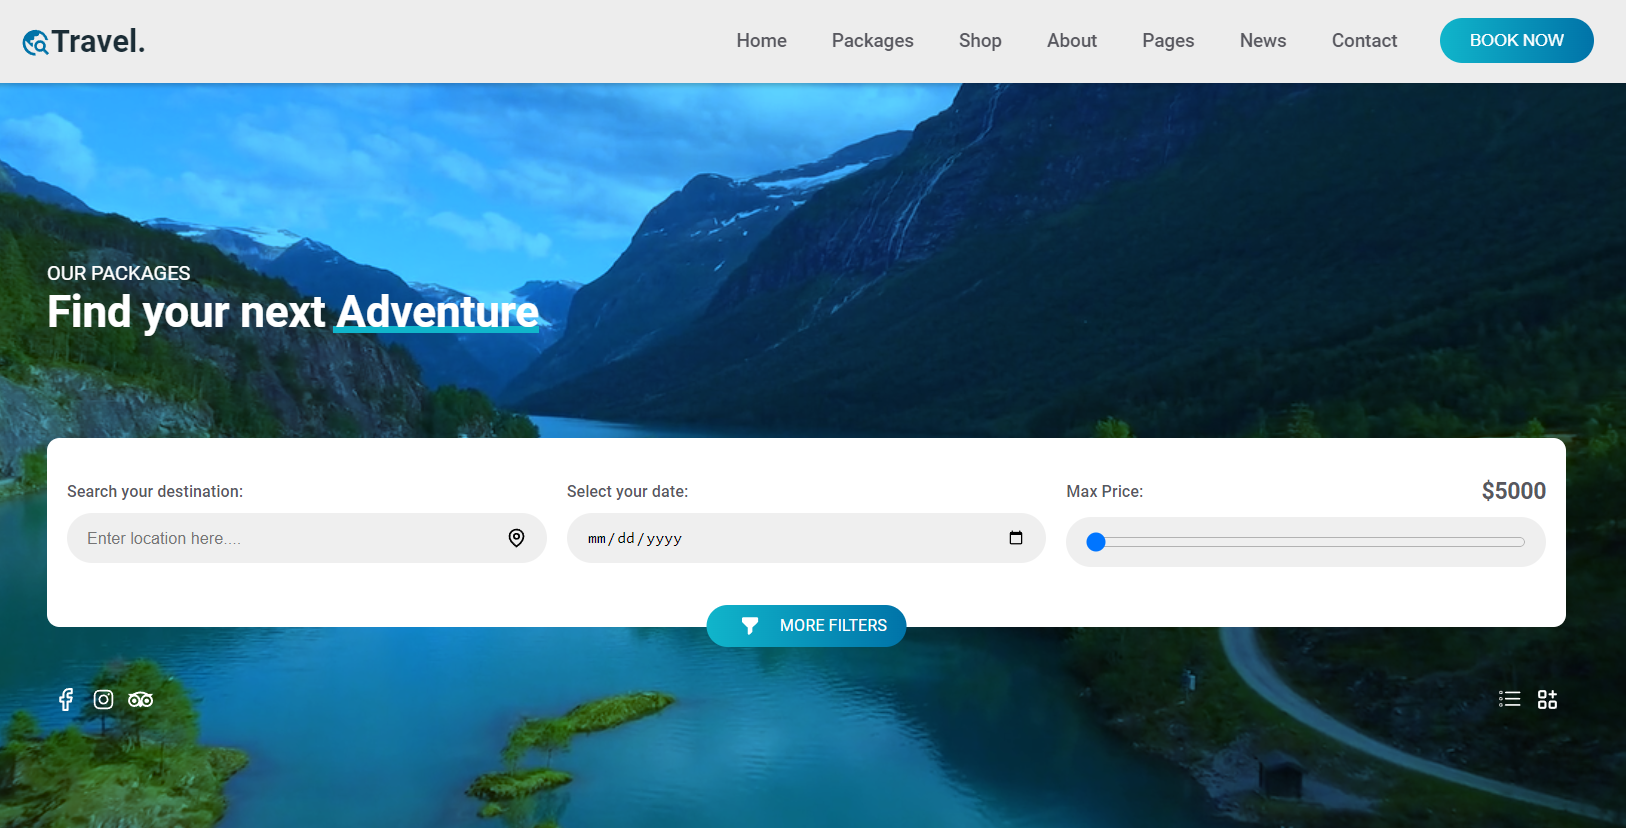 Travel.
Home
Packages
Shop
About
Pages
News
Contact
BOOK NOW
OUR PACKAGES
Find your next Adventure
Search your destination:
Enter location here....
Select your date:
mm/dd/yyyy
Max Price:
$5000
MORE FILTERS